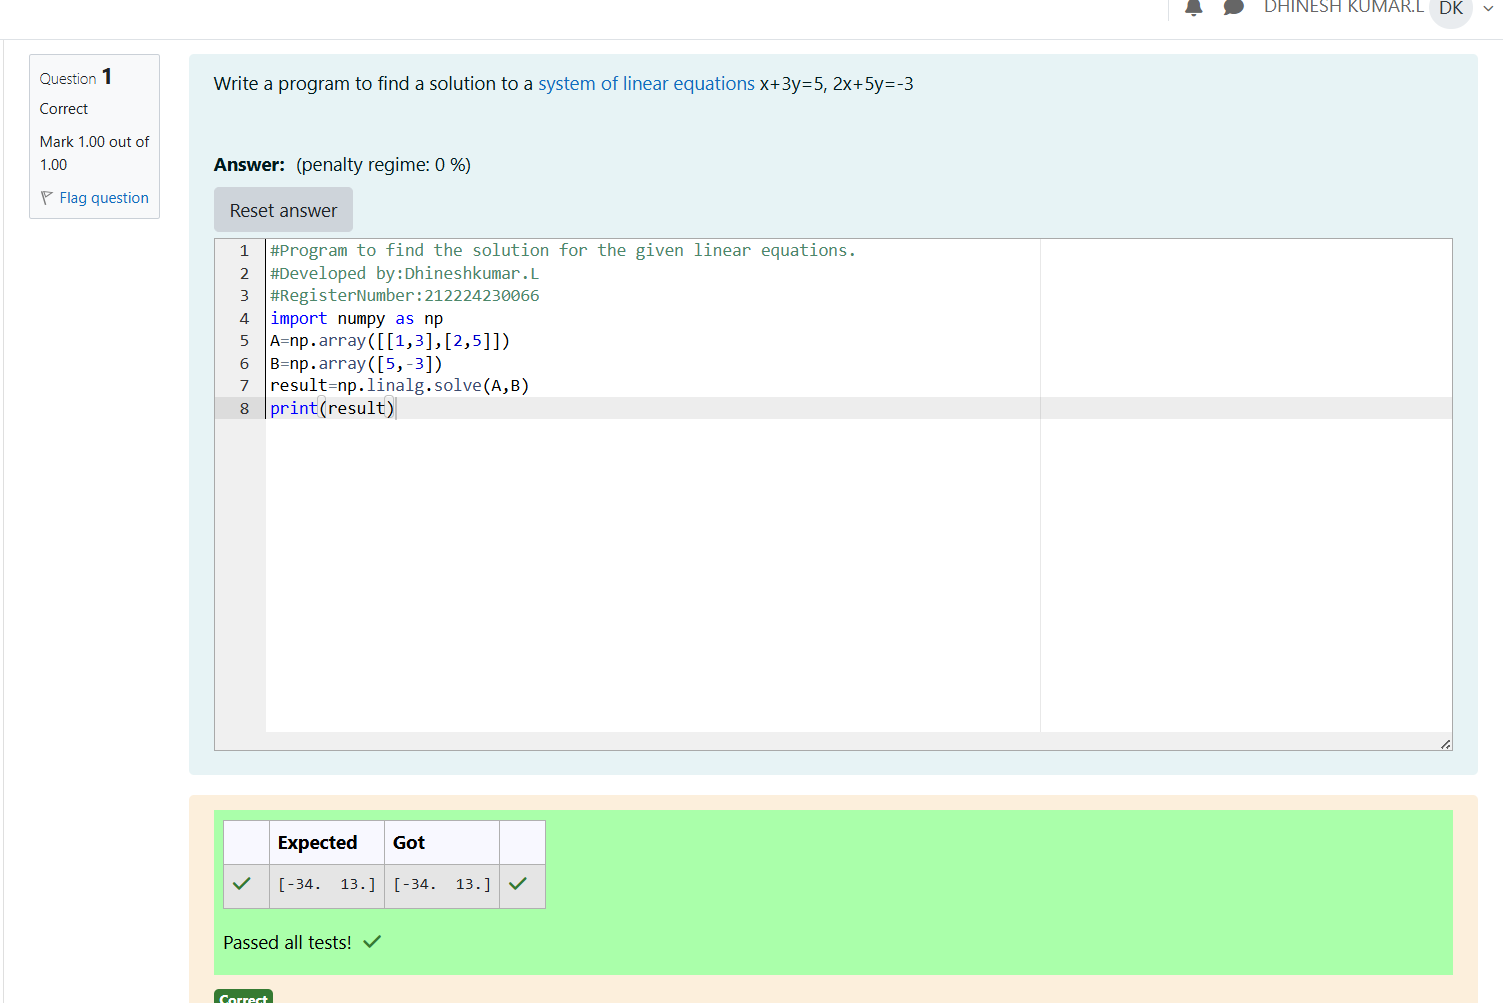 DHINESH KUMAR.L DK
Question 1
Correct
Mark 1.00 out of
1.00
Flag question
Write a program to find a solution to a system of linear equations x+3y=5, 2x+5y=-3
Answer: (penalty regime: 0 %)
Reset answer
1 #Program to find the solution for the given linear equations.
2 #Developed by:Dhineshkumar.L
3 #RegisterNumber:212224230066
4 import numpy as np
5 A=np.array([[1,3],[2,5]])
6 B=np.array([5,-3])
7 result=np.linalg.solve(A,B)
8 print(result)
Expected Got
[-34.  13.] [-34.  13.]
Passed all tests!
Correct